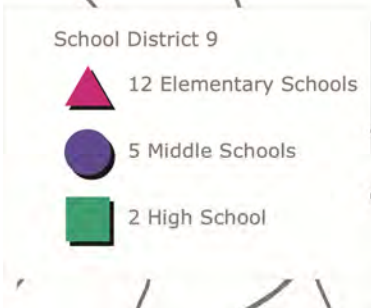 School District 9
12 Elementary Schools
5 Middle Schools
2 High School